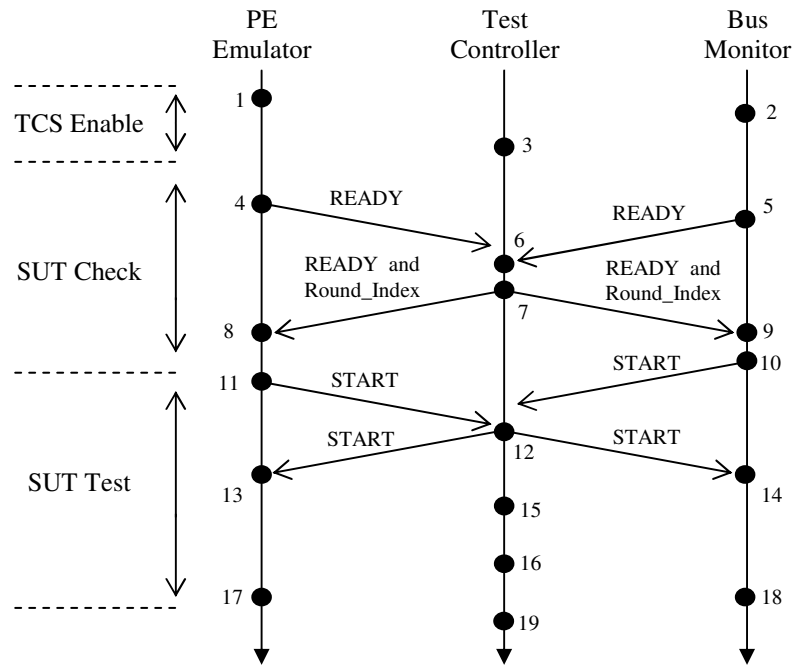 PE
Emulator
Test
Controller
Bus
Monitor
1
TCS Enable
2
3
4
READY
READY
5
6
SUT Check
READY and
Round_Index
READY and
Round_Index
7
8
9
START
10
11
START
START
START
12
SUT Test
13
14
15
16
17
18
19